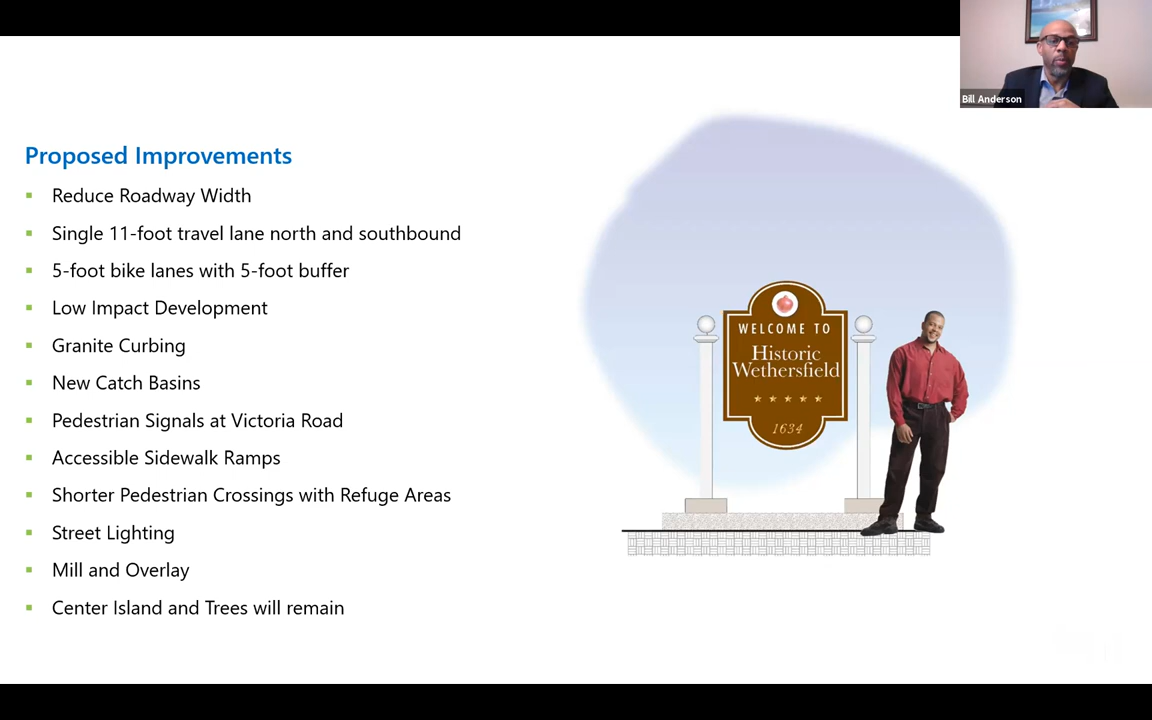 Bill Anderson
Proposed Improvements
Reduce Roadway Width
Single 11-foot travel lane north and southbound
5-foot bike lanes with 5-foot buffer
Low Impact Development
Granite Curbing
New Catch Basins
Pedestrian Signals at Victoria Road
Accessible Sidewalk Ramps
Shorter Pedestrian Crossings with Refuge Areas
Street Lighting
Mill and Overlay
Center Island and Trees will remain
WELCOME TO
Historic
Wethersfield
1634